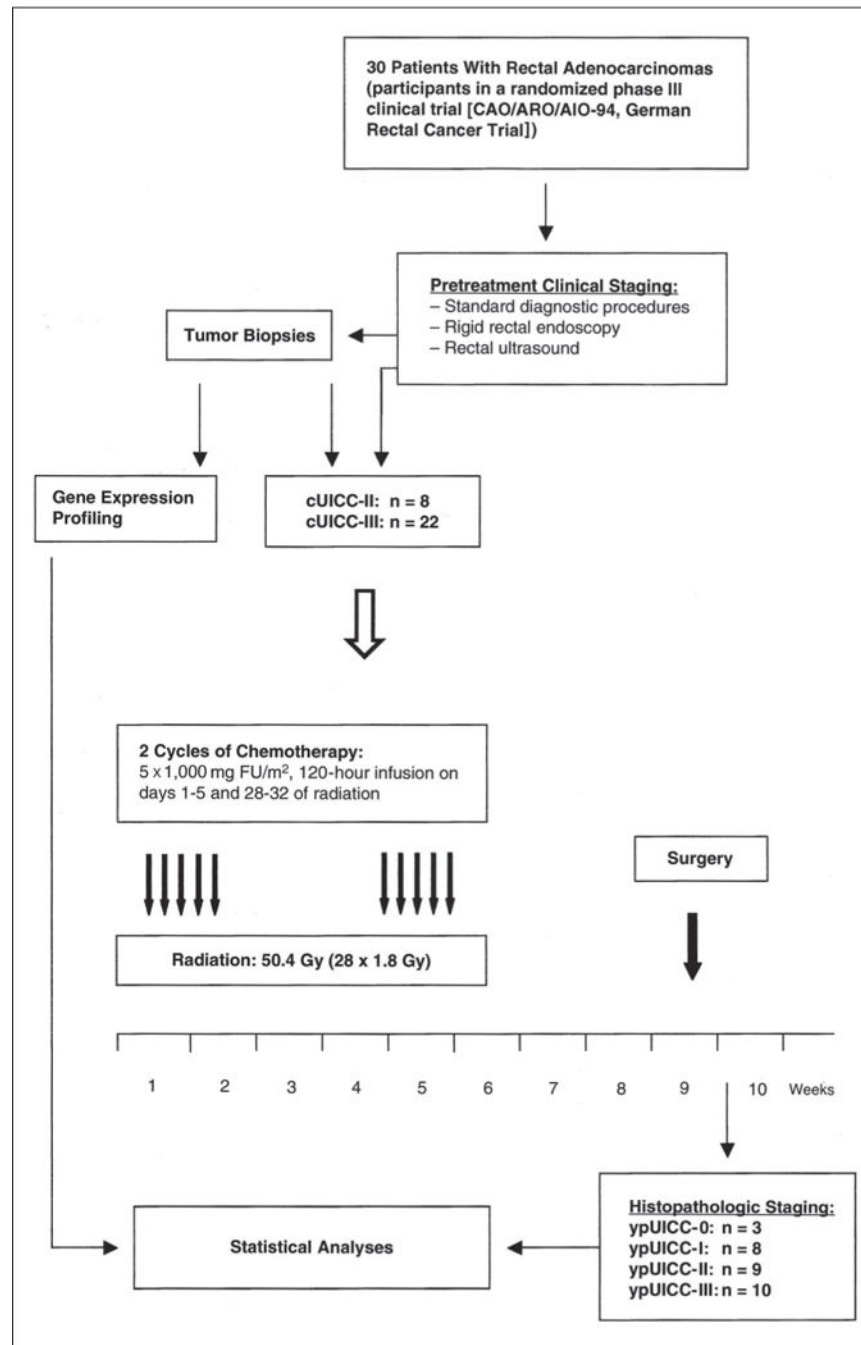 30 Patients With Rectal Adenocarcinomas
(participants in a randomized phase III
clinical trial [CAO/ARO/AIO-94, German
Rectal Cancer Trial])
Pretreatment Clinical Staging:
– Standard diagnostic procedures
– Rigid rectal endoscopy
– Rectal ultrasound
Tumor Biopsies
Gene Expression
Profiling
cUICC-II: n = 8
cUICC-III: n = 22
2 Cycles of Chemotherapy:
5 x 1,000 mg FU/m², 120-hour infusion on
days 1-5 and 28-32 of radiation
Surgery
Radiation: 50.4 Gy (28 x 1.8 Gy)
1 2 3 4 5 6 7 8 9 10 Weeks
Histopathologic Staging:
ypUICC-0: n = 3
ypUICC-I: n = 8
ypUICC-II: n = 9
ypUICC-III: n = 10
Statistical Analyses